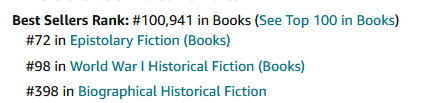 Best Sellers Rank: #100,941 in Books (See Top 100 in Books)
#72 in Epistolary Fiction (Books)
#98 in World War I Historical Fiction (Books)
#398 in Biographical Historical Fiction